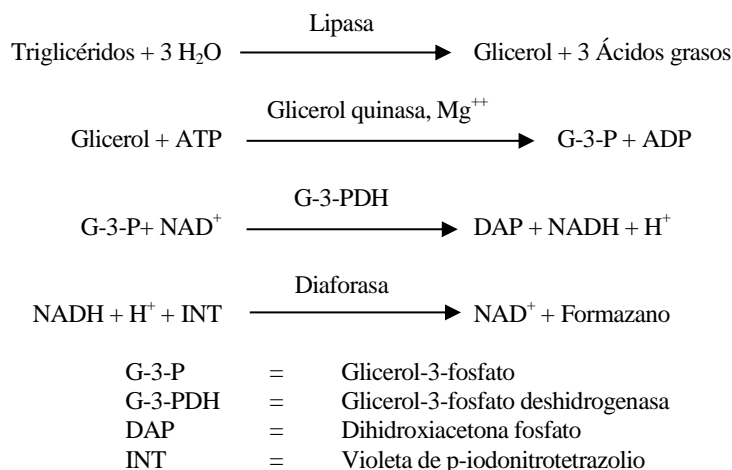 Lipasa
Triglicéridos + 3 H₂O Glicerol + 3 Ácidos grasos
Glicerol quinasa, Mg⁺⁺
Glicerol + ATP G-3-P + ADP
G-3-PDH
G-3-P+ NAD⁺ DAP + NADH + H⁺
Diaforasa
NADH + H⁺ + INT NAD⁺ + Formazano
G-3-P = Glicerol-3-fosfato
G-3-PDH = Glicerol-3-fosfato deshidrogenasa
DAP = Dihidroxiacetona fosfato
INT = Violeta de p-iodonitrotetrazolio